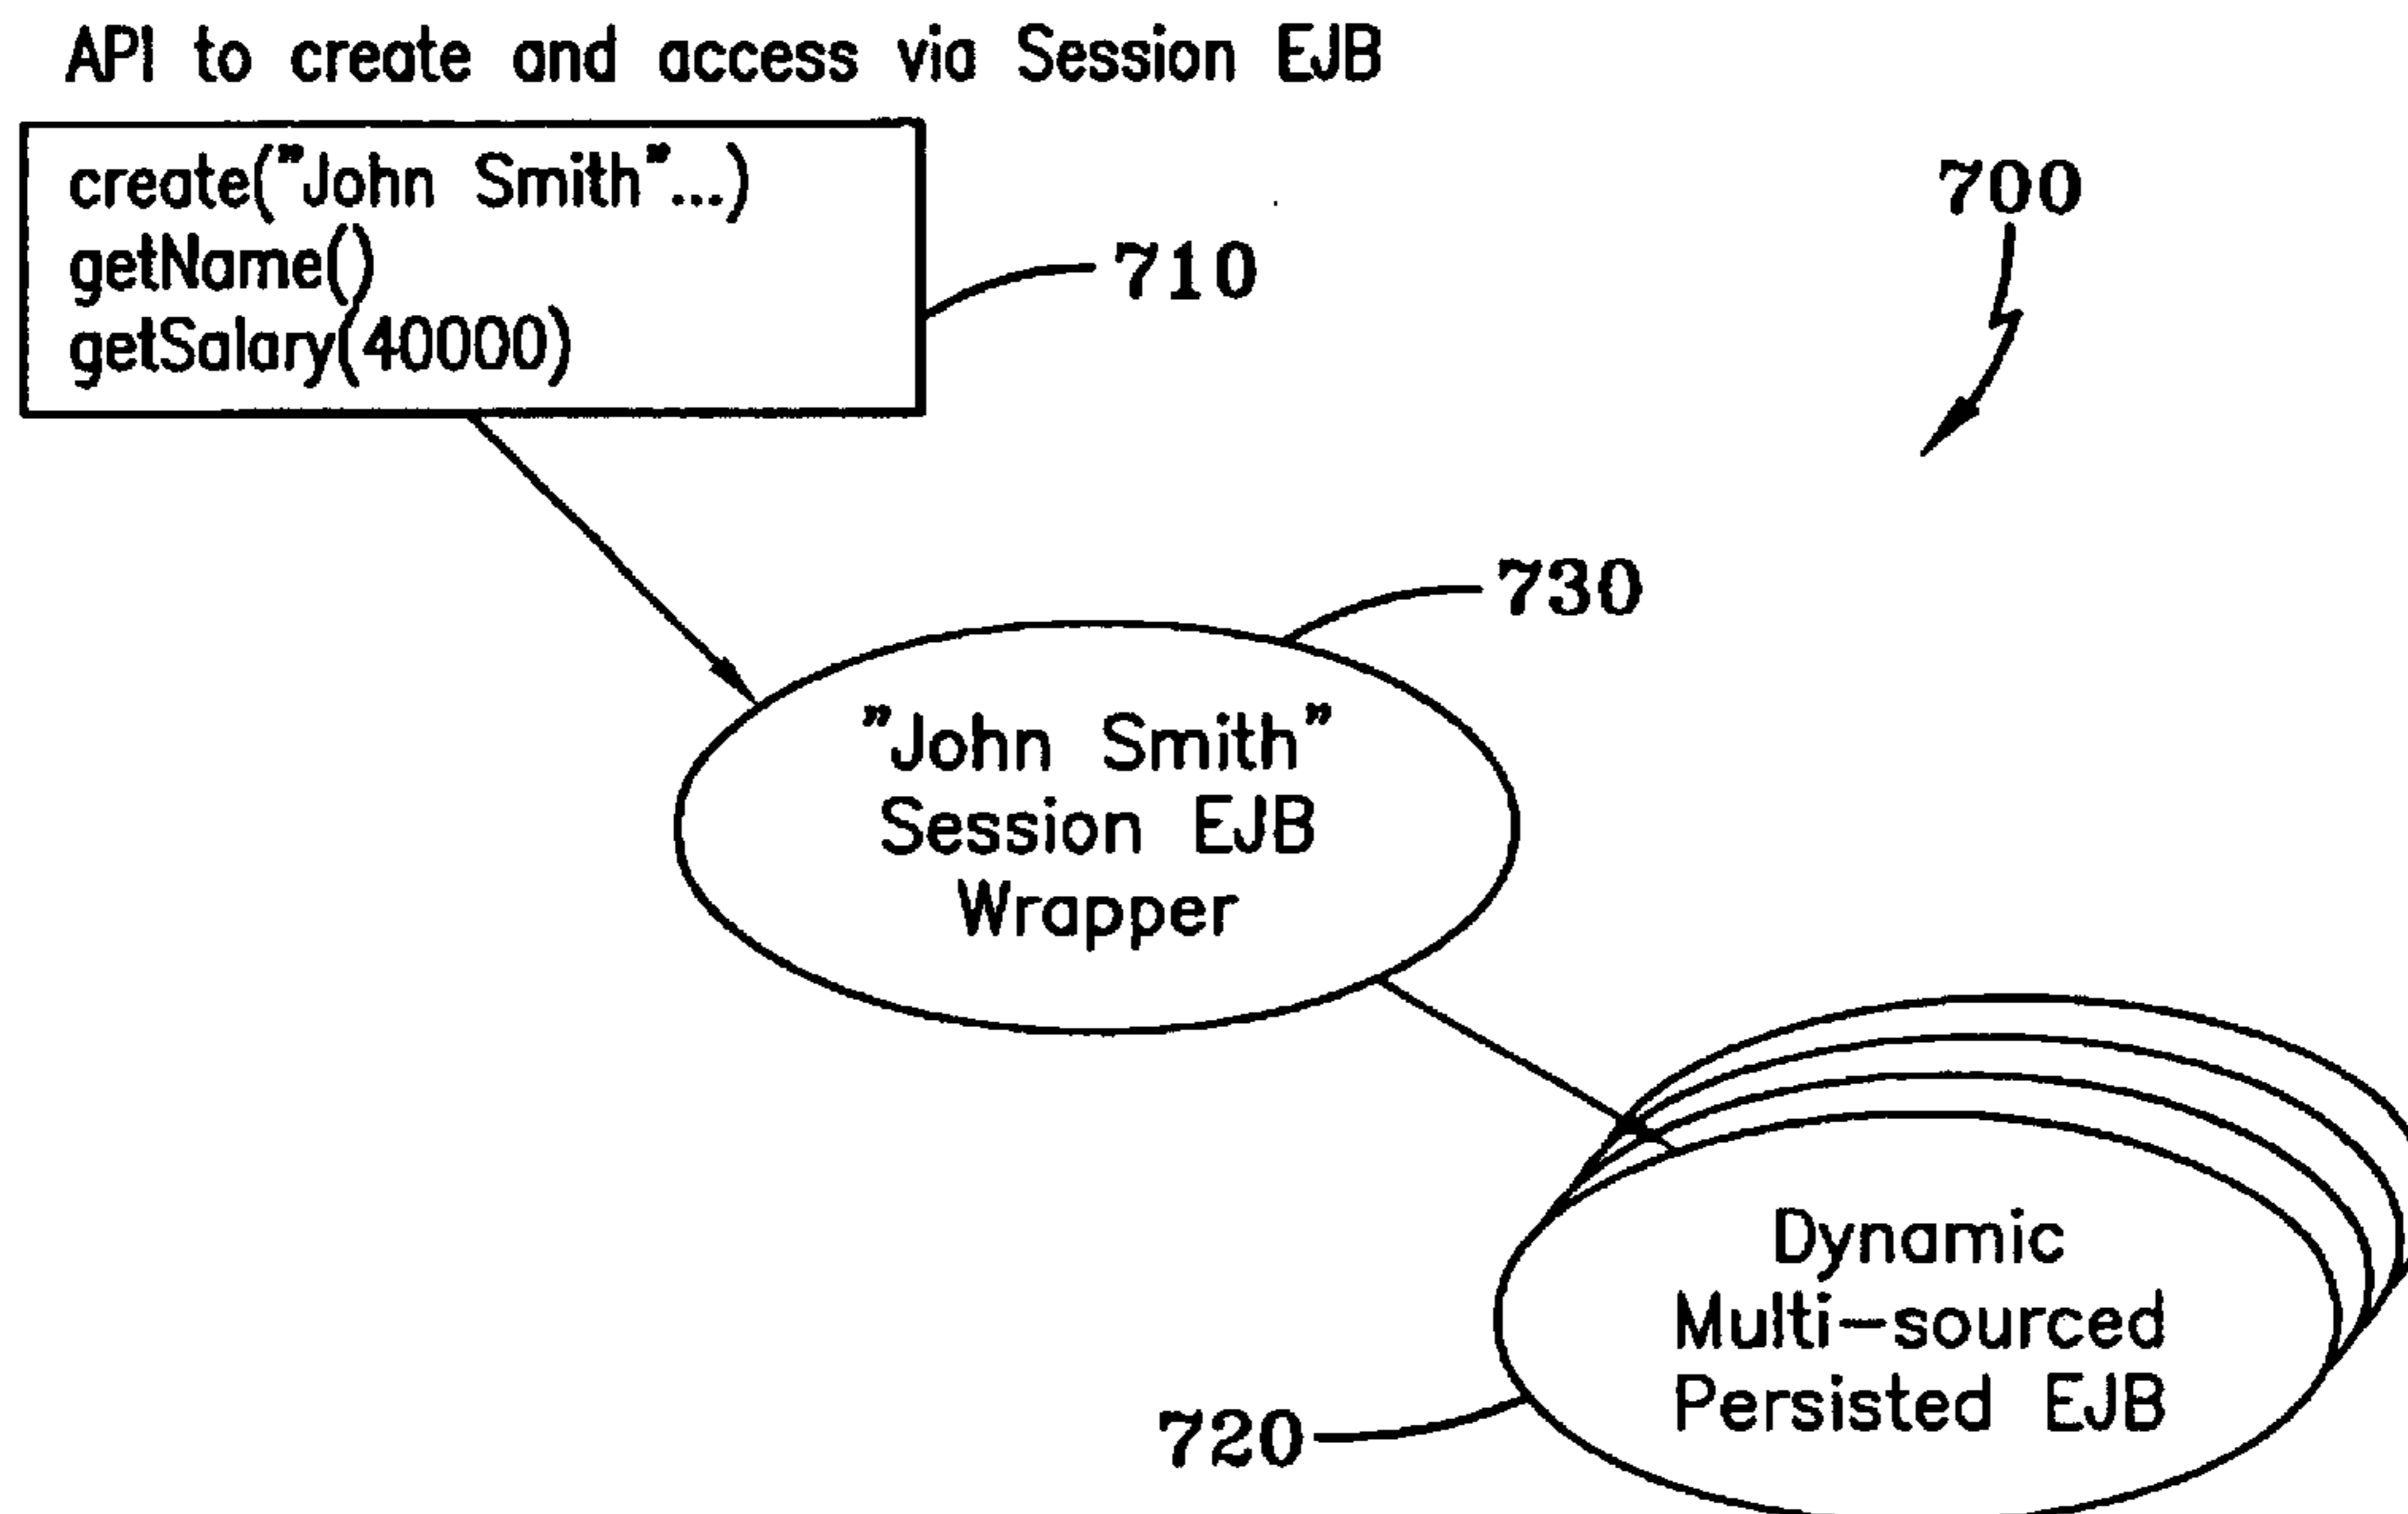 API to create and access via Session EJB
create("John Smith"...)
getName()
getSalary(40000)
700
710
730
"John Smith"
Session EJB
Wrapper
Dynamic
Multi-sourced
Persisted EJB
720